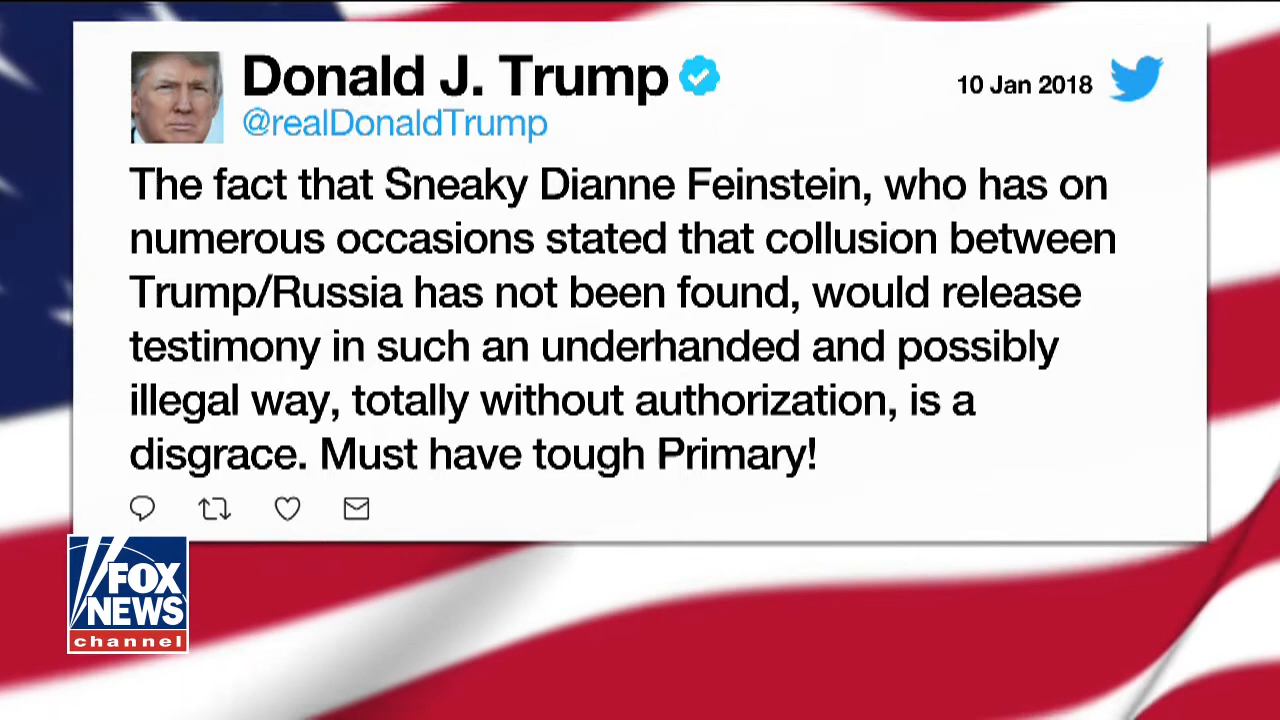 Donald J. Trump
@realDonaldTrump
10 Jan 2018
The fact that Sneaky Dianne Feinstein, who has on
numerous occasions stated that collusion between
Trump/Russia has not been found, would release
testimony in such an underhanded and possibly
illegal way, totally without authorization, is a
disgrace. Must have tough Primary!
FOX
NEWS
channel